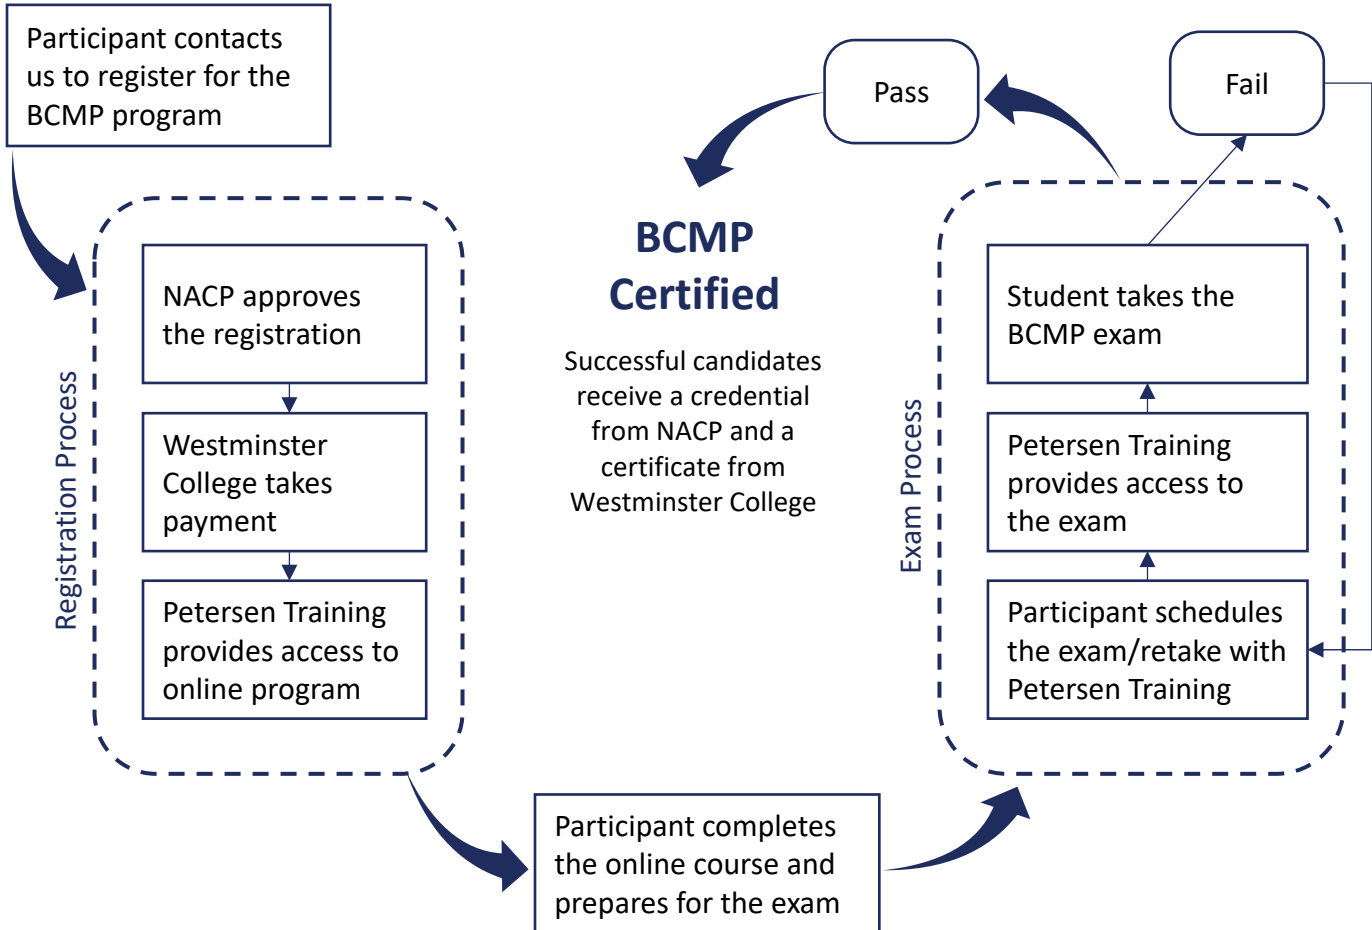 Participant contacts
us to register for the
BCMP program
Registration Process
NACP approves
the registration
Westminster
College takes
payment
Petersen Training
provides access to
online program
Participant completes
the online course and
prepares for the exam
Exam Process
Participant schedules
the exam/retake with
Petersen Training
Petersen Training
provides access to
the exam
Student takes the
BCMP exam
Fail
Pass
BCMP
Certified
Successful candidates
receive a credential
from NACP and a
certificate from
Westminster College